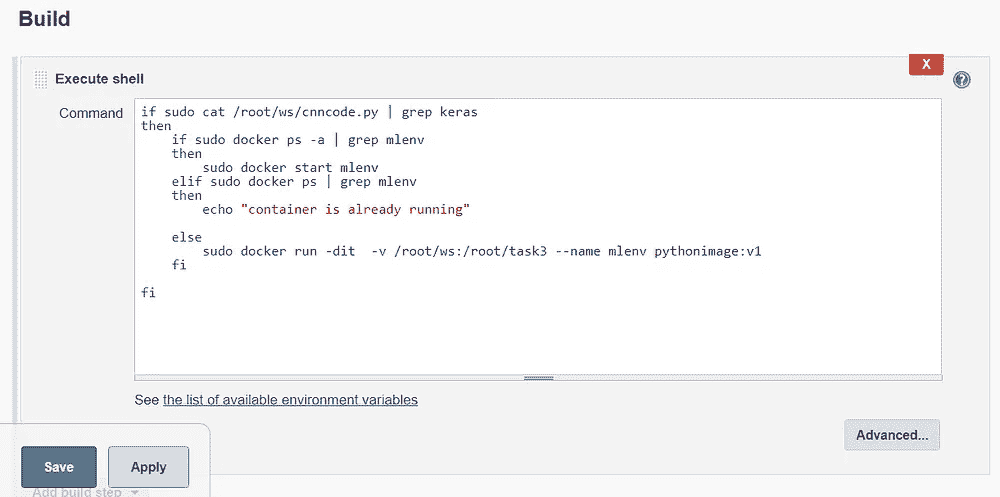 Build
X
Execute shell
Command
if sudo cat /root/ws/cnncode.py | grep keras
then
    if sudo docker ps -a | grep mlenv
    then
        sudo docker start mlenv
    elif sudo docker ps | grep mlenv
    then
        echo "container is already running"
    else
        sudo docker run -dit  -v /root/ws:/root/task3 --name mlenv pythonimage:v1
    fi
fi
See the list of available environment variables
Advanced...
Save
Apply
Add build step